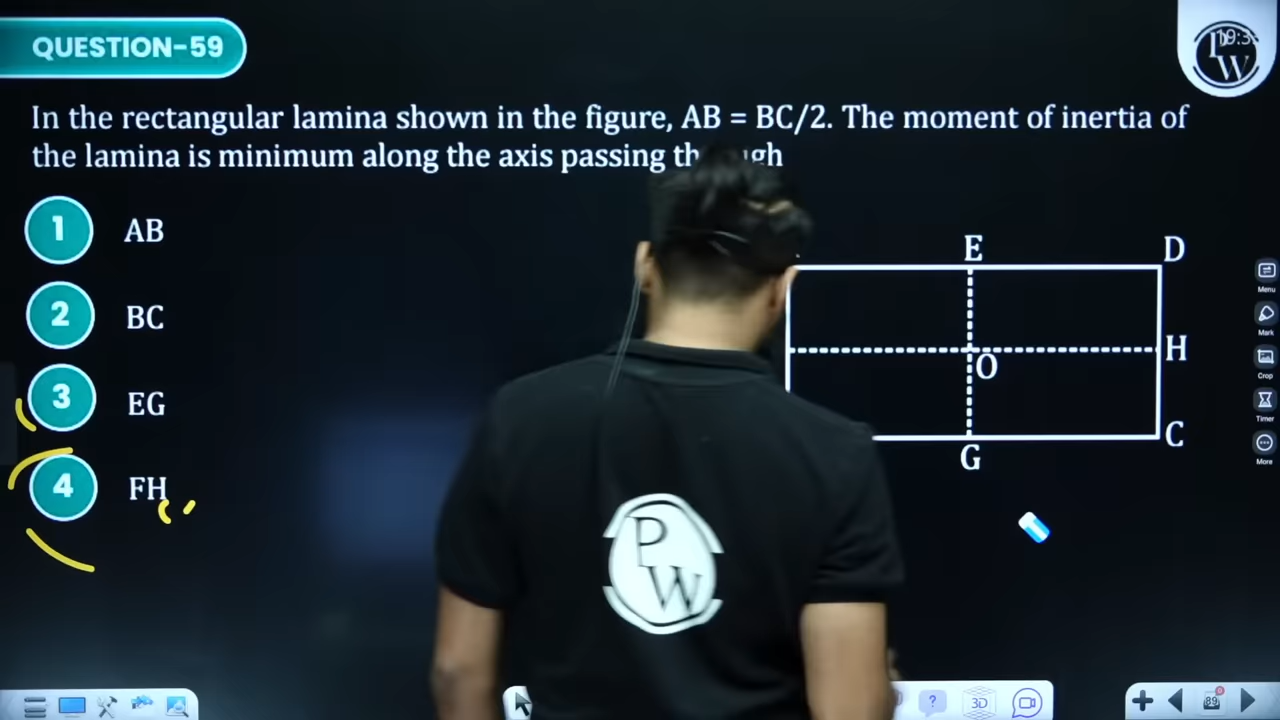 QUESTION-59
In the rectangular lamina shown in the figure, AB = BC/2. The moment of inertia of
the lamina is minimum along the axis passing
1 AB
2 BC
3 EG
4 FH
E D
H
O
C
G
P
W
W
Menu
Mark
Crop
Timer
More
?
3D
89